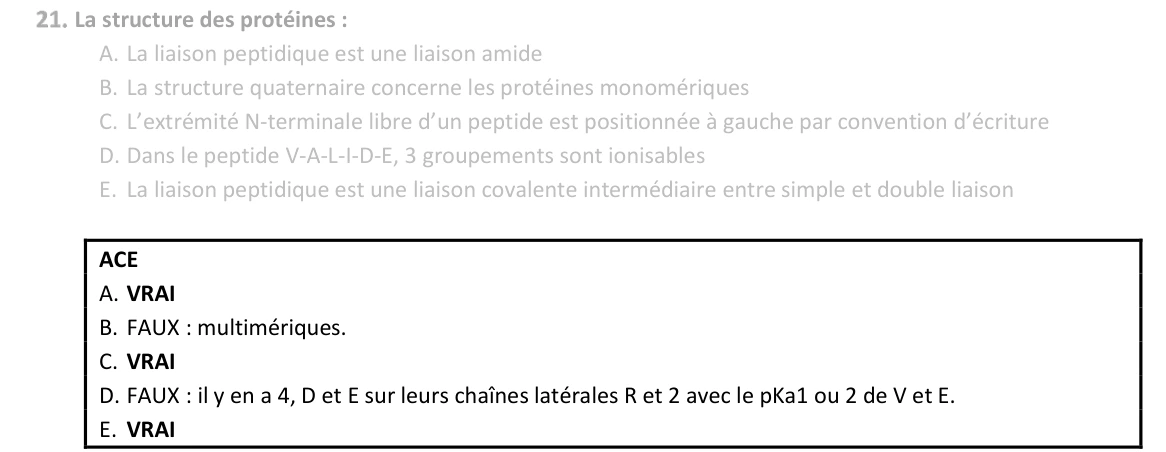 21. La structure des protéines :
A. La liaison peptidique est une liaison amide
B. La structure quaternaire concerne les protéines monomériques
C. L'extrémité N-terminale libre d'un peptide est positionnée à gauche par convention d'écriture
D. Dans le peptide V-A-L-I-D-E, 3 groupements sont ionisables
E. La liaison peptidique est une liaison covalente intermédiaire entre simple et double liaison
ACE
A. VRAI
B. FAUX : multimériques.
C. VRAI
D. FAUX : il y en a 4, D et E sur leurs chaînes latérales R et 2 avec le pKa1 ou 2 de V et E.
E. VRAI